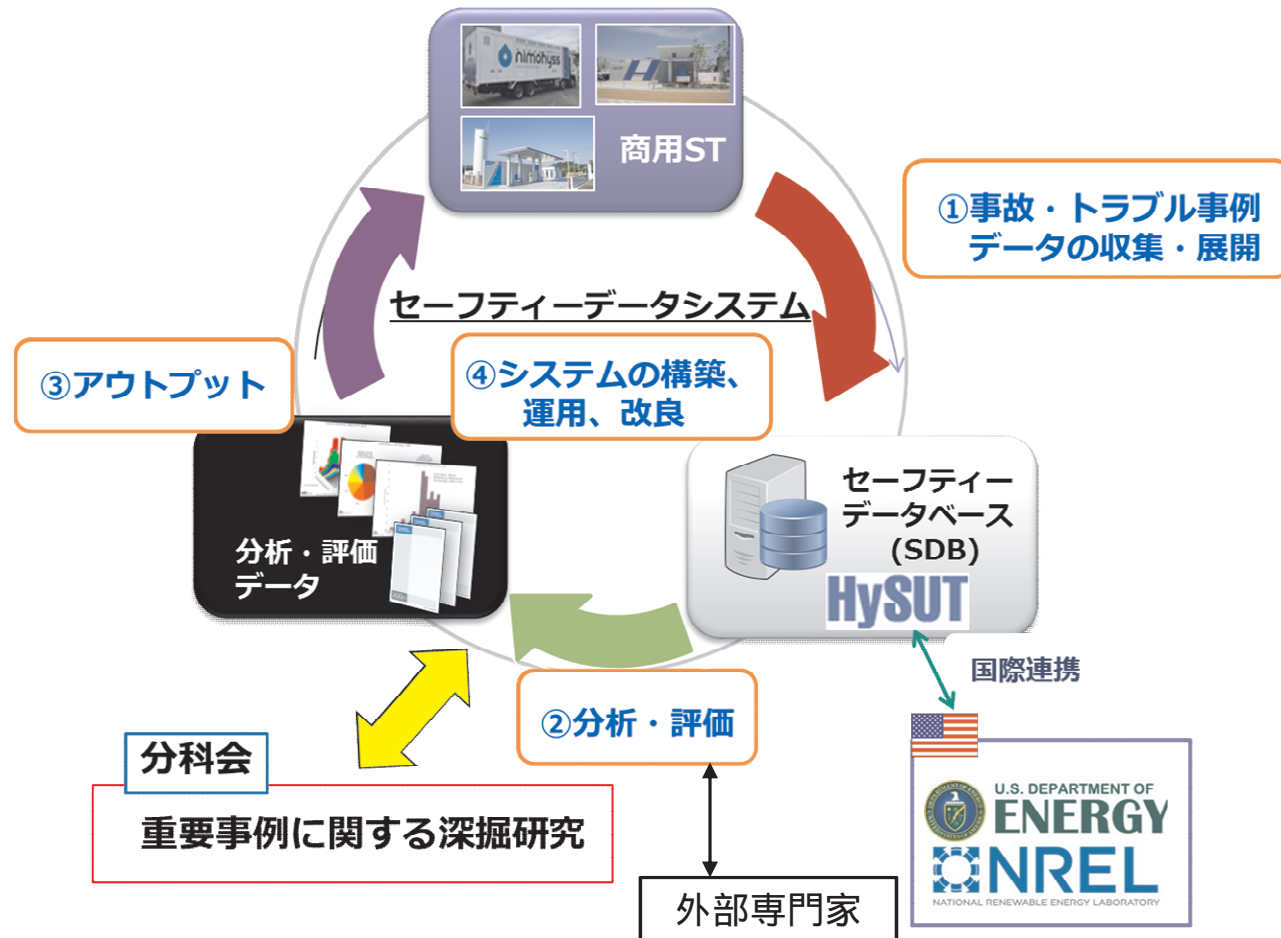 nimohyss
商用ST
①事故・トラブル事例
データの収集・展開
セーフティーデータシステム
③アウトプット
④システムの構築、
運用、改良
セーフティー
データベース
(SDB)
HySUT
分析・評価
データ
国際連携
②分析・評価
分科会
重要事例に関する深掘研究
外部専門家
U.S. DEPARTMENT OF
ENERGY
NREL
NATIONAL RENEWABLE ENERGY LABORATORY